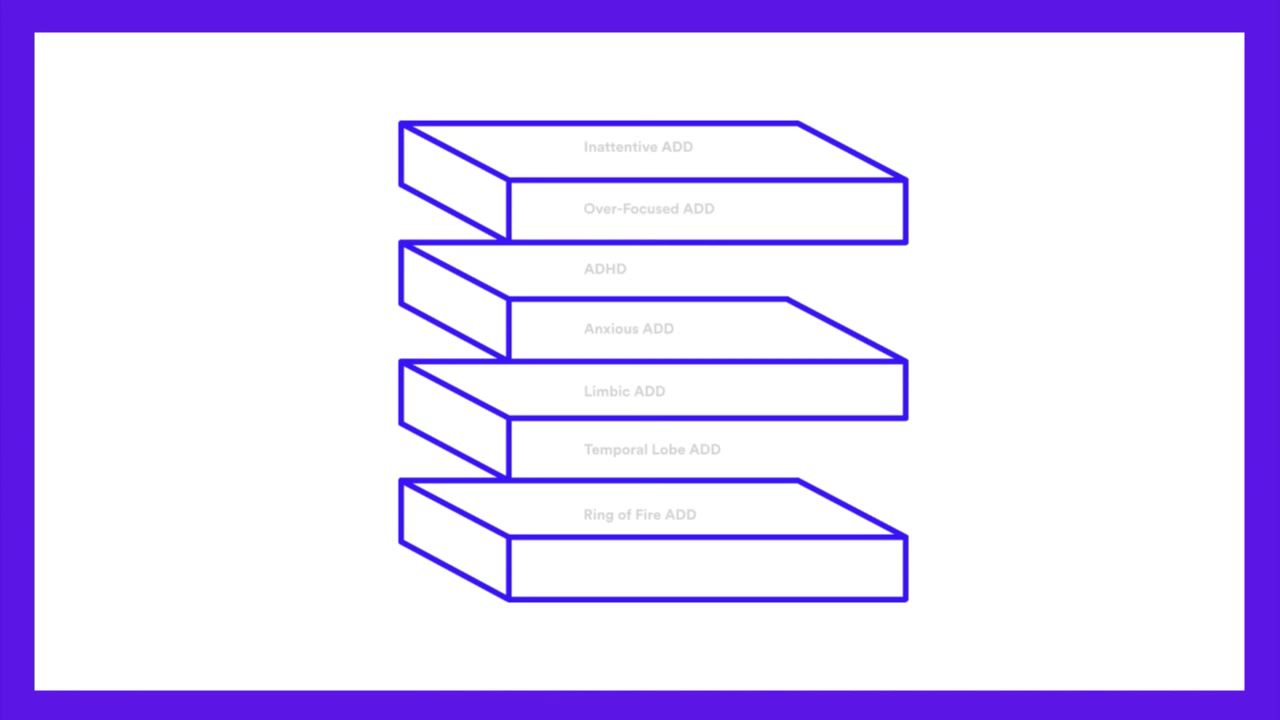 Inattentive ADD
Over-Focused ADD
ADHD
Anxious ADD
Limbic ADD
Temporal Lobe ADD
Ring of Fire ADD